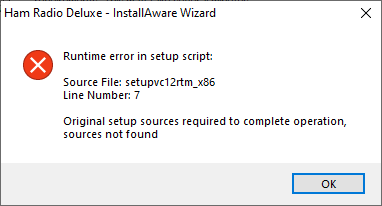 Ham Radio Deluxe - InstallAware Wizard
Runtime error in setup script:
Source File: setupvc12rtm_x86
Line Number: 7
Original setup sources required to complete operation,
sources not found
OK